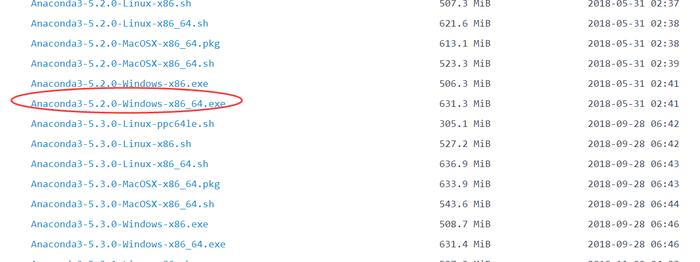 Anaconda3-5.2.0-Linux-x86.sh 507.3 MiB 2018-05-31 02:37
Anaconda3-5.2.0-Linux-x86_64.sh 621.6 MiB 2018-05-31 02:38
Anaconda3-5.2.0-MacOSX-x86_64.pkg 613.1 MiB 2018-05-31 02:38
Anaconda3-5.2.0-MacOSX-x86_64.sh 523.3 MiB 2018-05-31 02:39
Anaconda3-5.2.0-Windows-x86.exe 506.3 MiB 2018-05-31 02:41
Anaconda3-5.2.0-Windows-x86_64.exe 631.3 MiB 2018-05-31 02:41
Anaconda3-5.3.0-Linux-ppc64le.sh 305.1 MiB 2018-09-28 06:42
Anaconda3-5.3.0-Linux-x86.sh 527.2 MiB 2018-09-28 06:42
Anaconda3-5.3.0-Linux-x86_64.sh 636.9 MiB 2018-09-28 06:43
Anaconda3-5.3.0-MacOSX-x86_64.pkg 633.9 MiB 2018-09-28 06:43
Anaconda3-5.3.0-MacOSX-x86_64.sh 543.6 MiB 2018-09-28 06:44
Anaconda3-5.3.0-Windows-x86.exe 508.7 MiB 2018-09-28 06:46
Anaconda3-5.3.0-Windows-x86_64.exe 631.4 MiB 2018-09-28 06:46